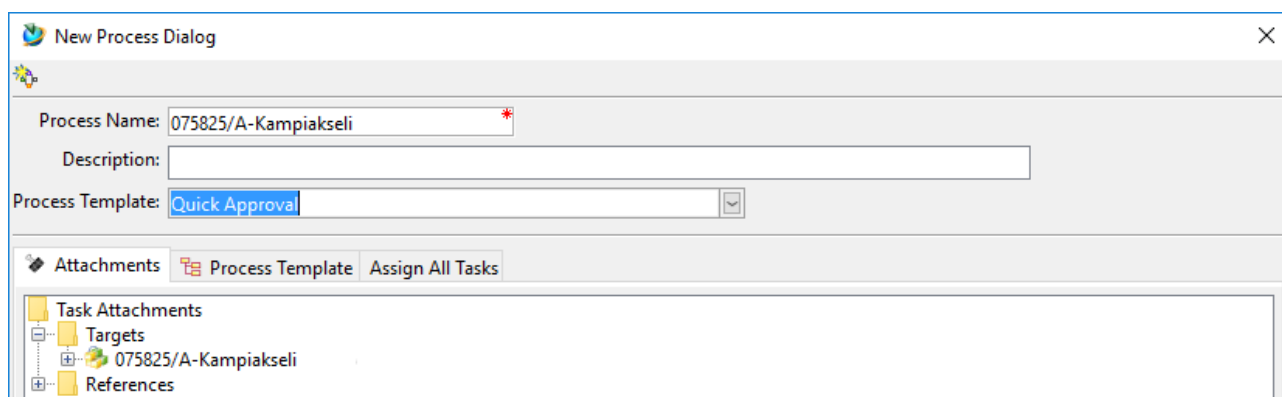 New Process Dialog
Process Name: 075825/A-Kampiakseli *
Description:
Process Template: Quick Approval
Attachments Process Template Assign All Tasks
Task Attachments
Targets
075825/A-Kampiakseli
References